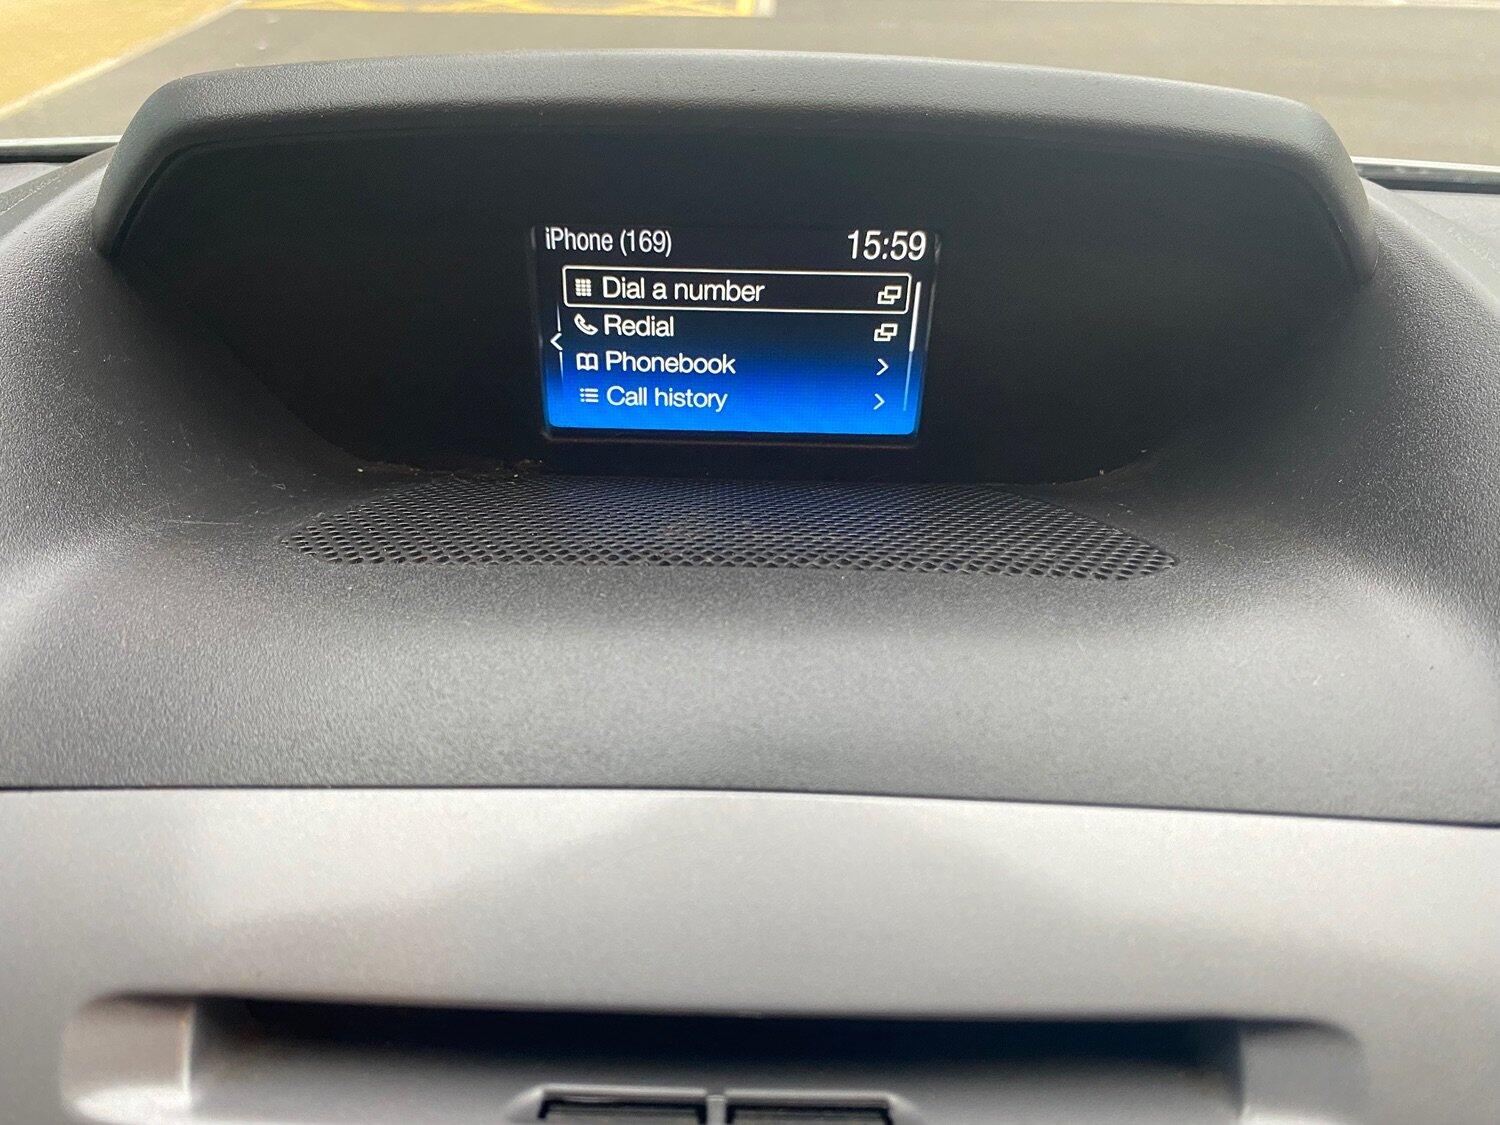 iPhone (169) 15:59
Dial a number
Redial
Phonebook
Call history